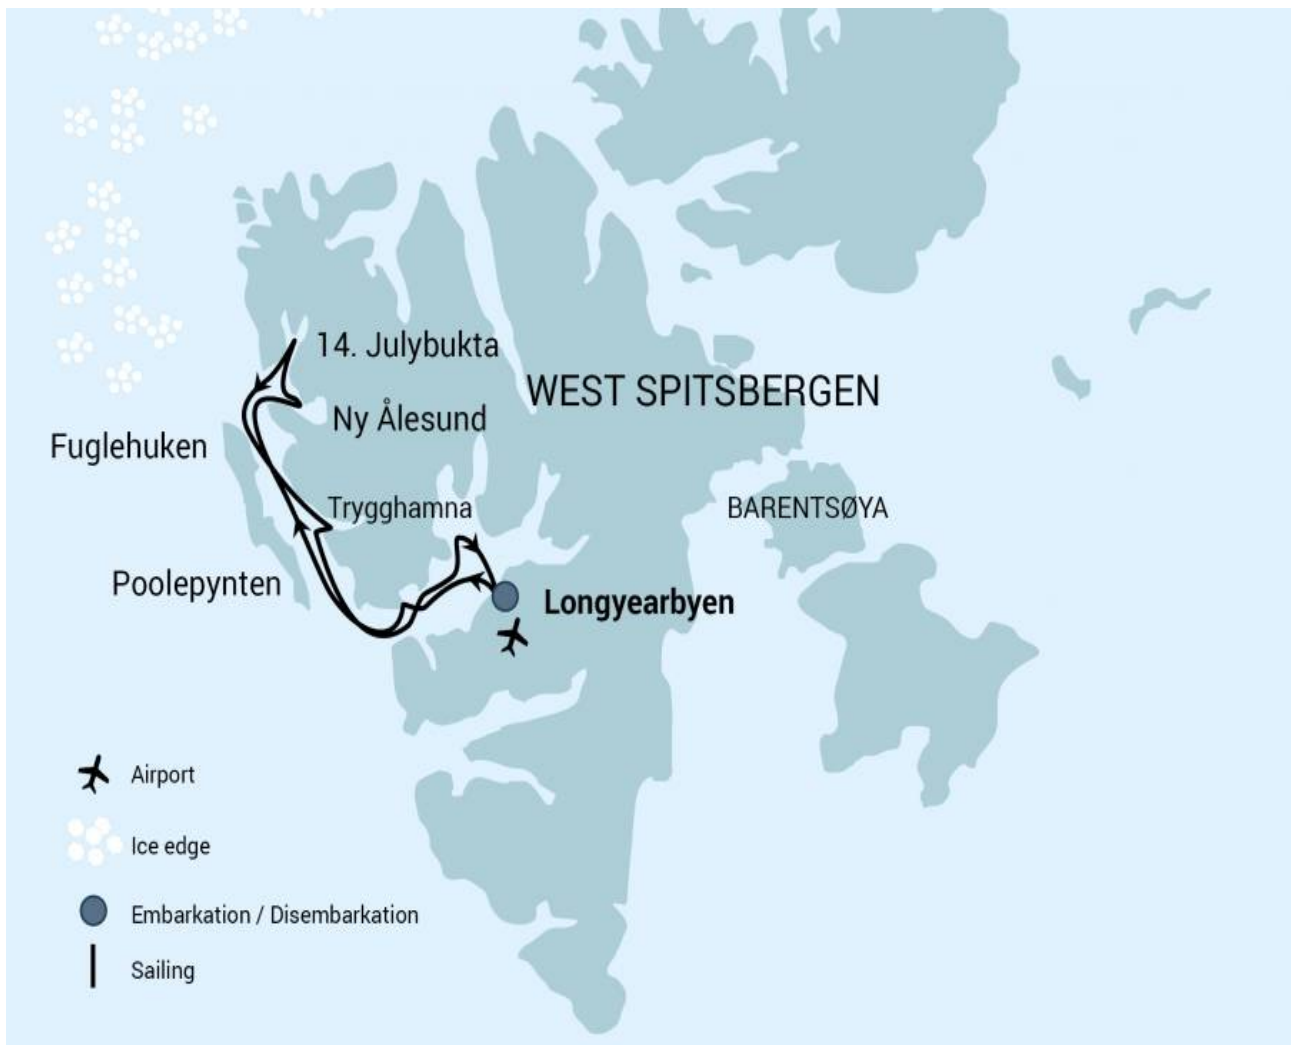 14. Julybukta
WEST SPITSBERGEN
Ny Ålesund
Fuglehuken
Trygghamna
BARENTSØYA
Poolepynten
Longyearbyen
Airport
Ice edge
Embarkation / Disembarkation
Sailing